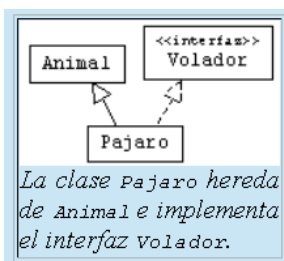 <<interfaz>>
Animal
Volador
Pajaro
La clase Pajaro hereda
de Animal e implementa
el interfaz Volador.